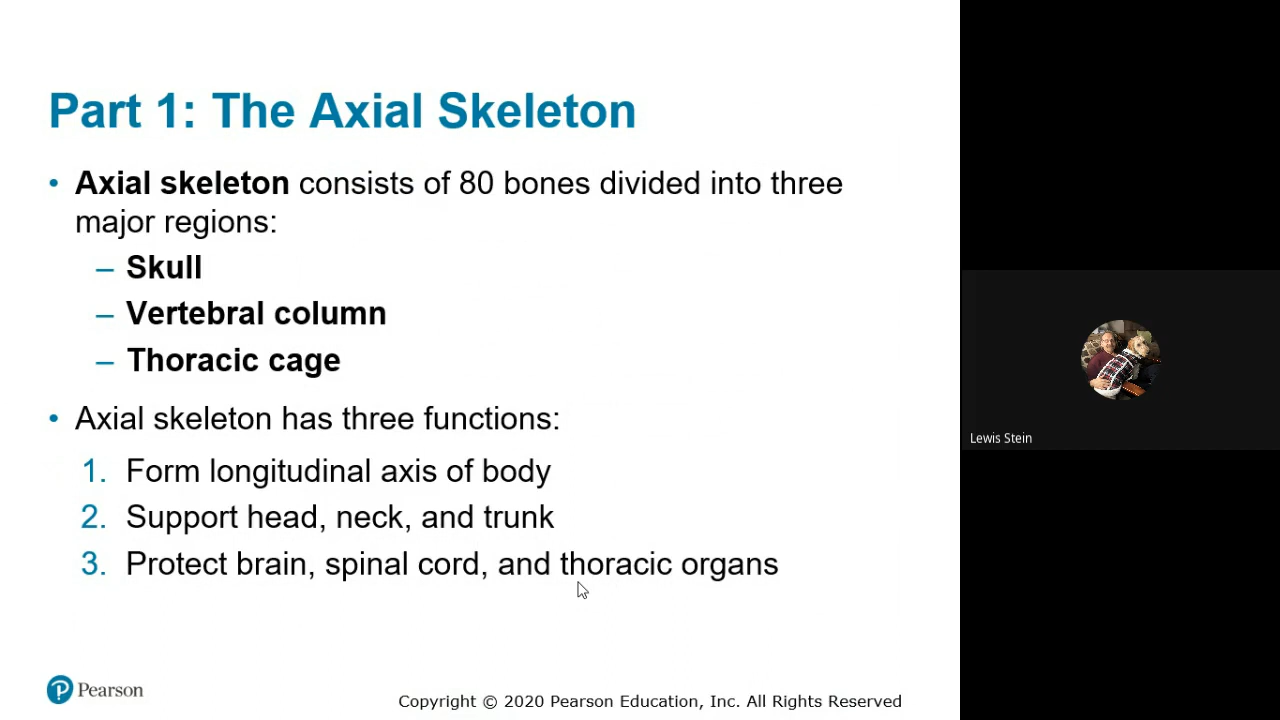 Part 1: The Axial Skeleton
• Axial skeleton consists of 80 bones divided into three
major regions:
– Skull
– Vertebral column
– Thoracic cage
• Axial skeleton has three functions:
1. Form longitudinal axis of body
2. Support head, neck, and trunk
3. Protect brain, spinal cord, and thoracic organs
Pearson
Copyright © 2020 Pearson Education, Inc. All Rights Reserved
Lewis Stein